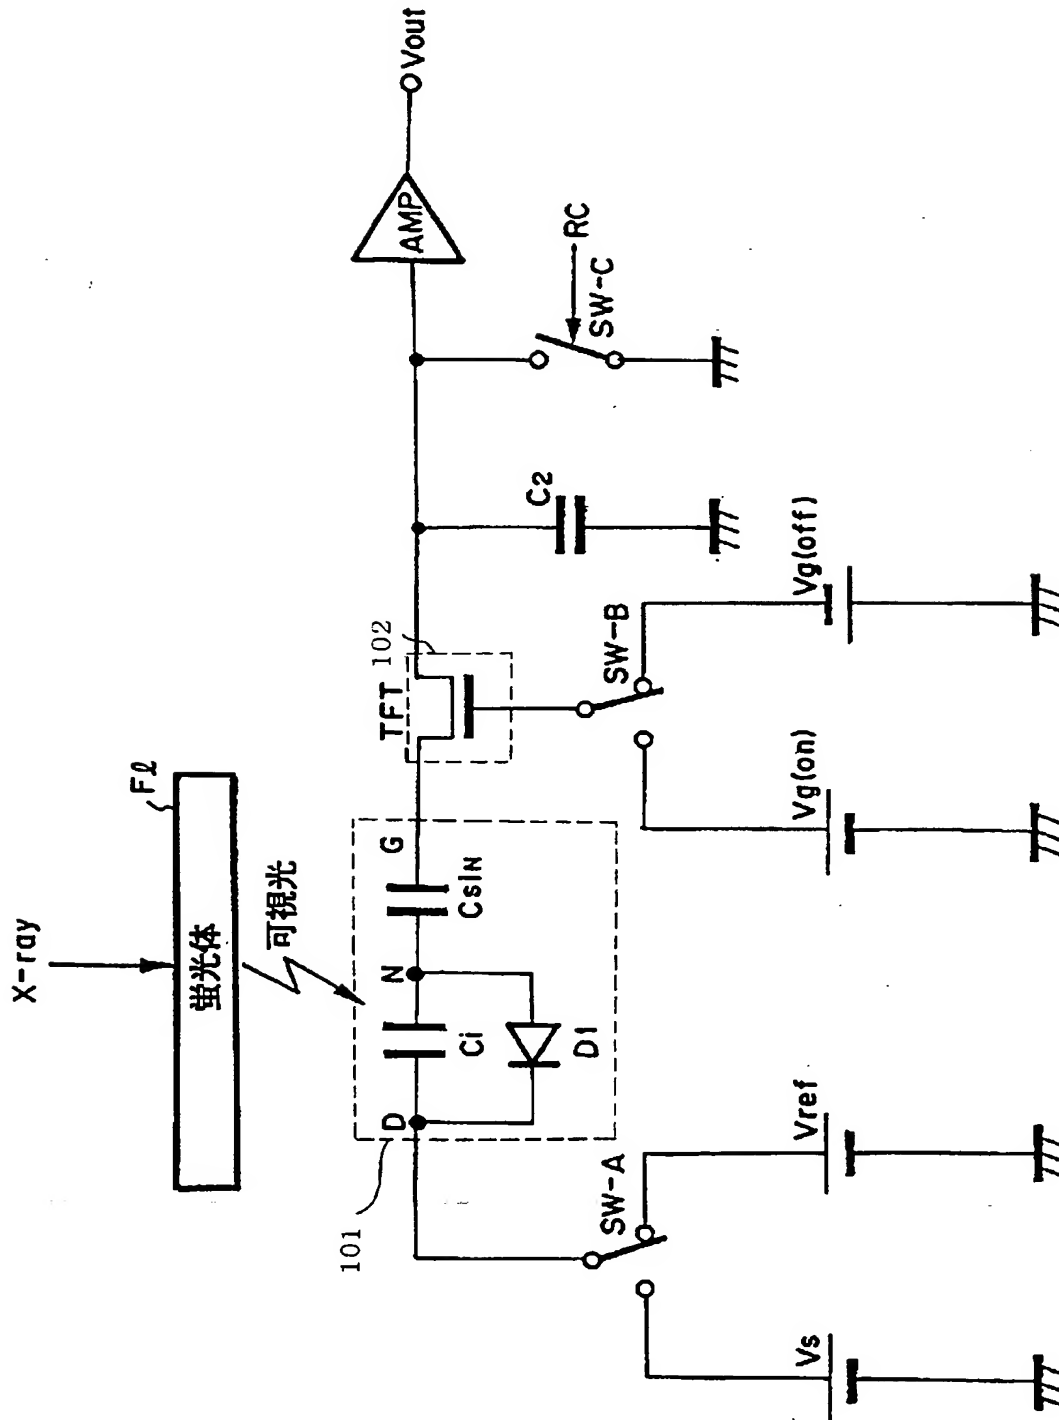 X-ray
Fℓ
蛍光体
可視光
101
D
N
G
Ci
CsiN
D1
TFT
102
C2
AMP
Vout
RC
SW-C
SW-A
SW-B
Vs
Vref
Vg(on)
Vg(off)